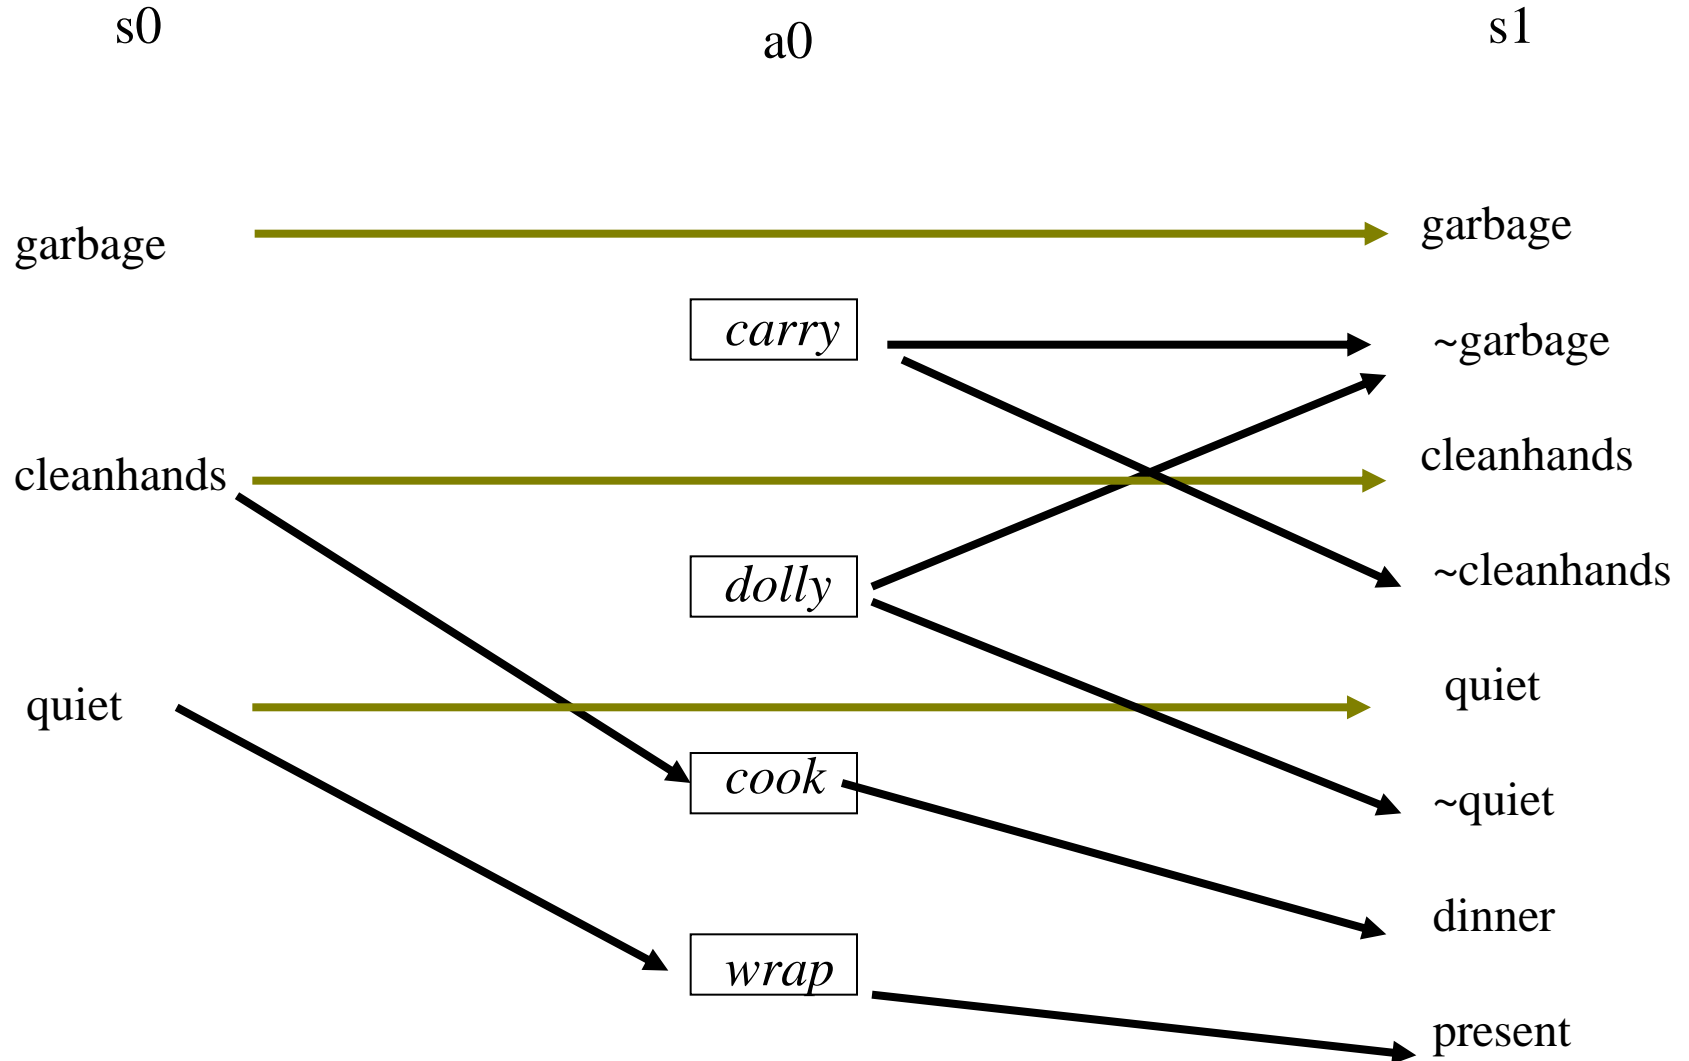 s0
a0
s1
garbage
garbage
carry
~garbage
cleanhands
cleanhands
dolly
~cleanhands
quiet
quiet
cook
~quiet
dinner
wrap
present